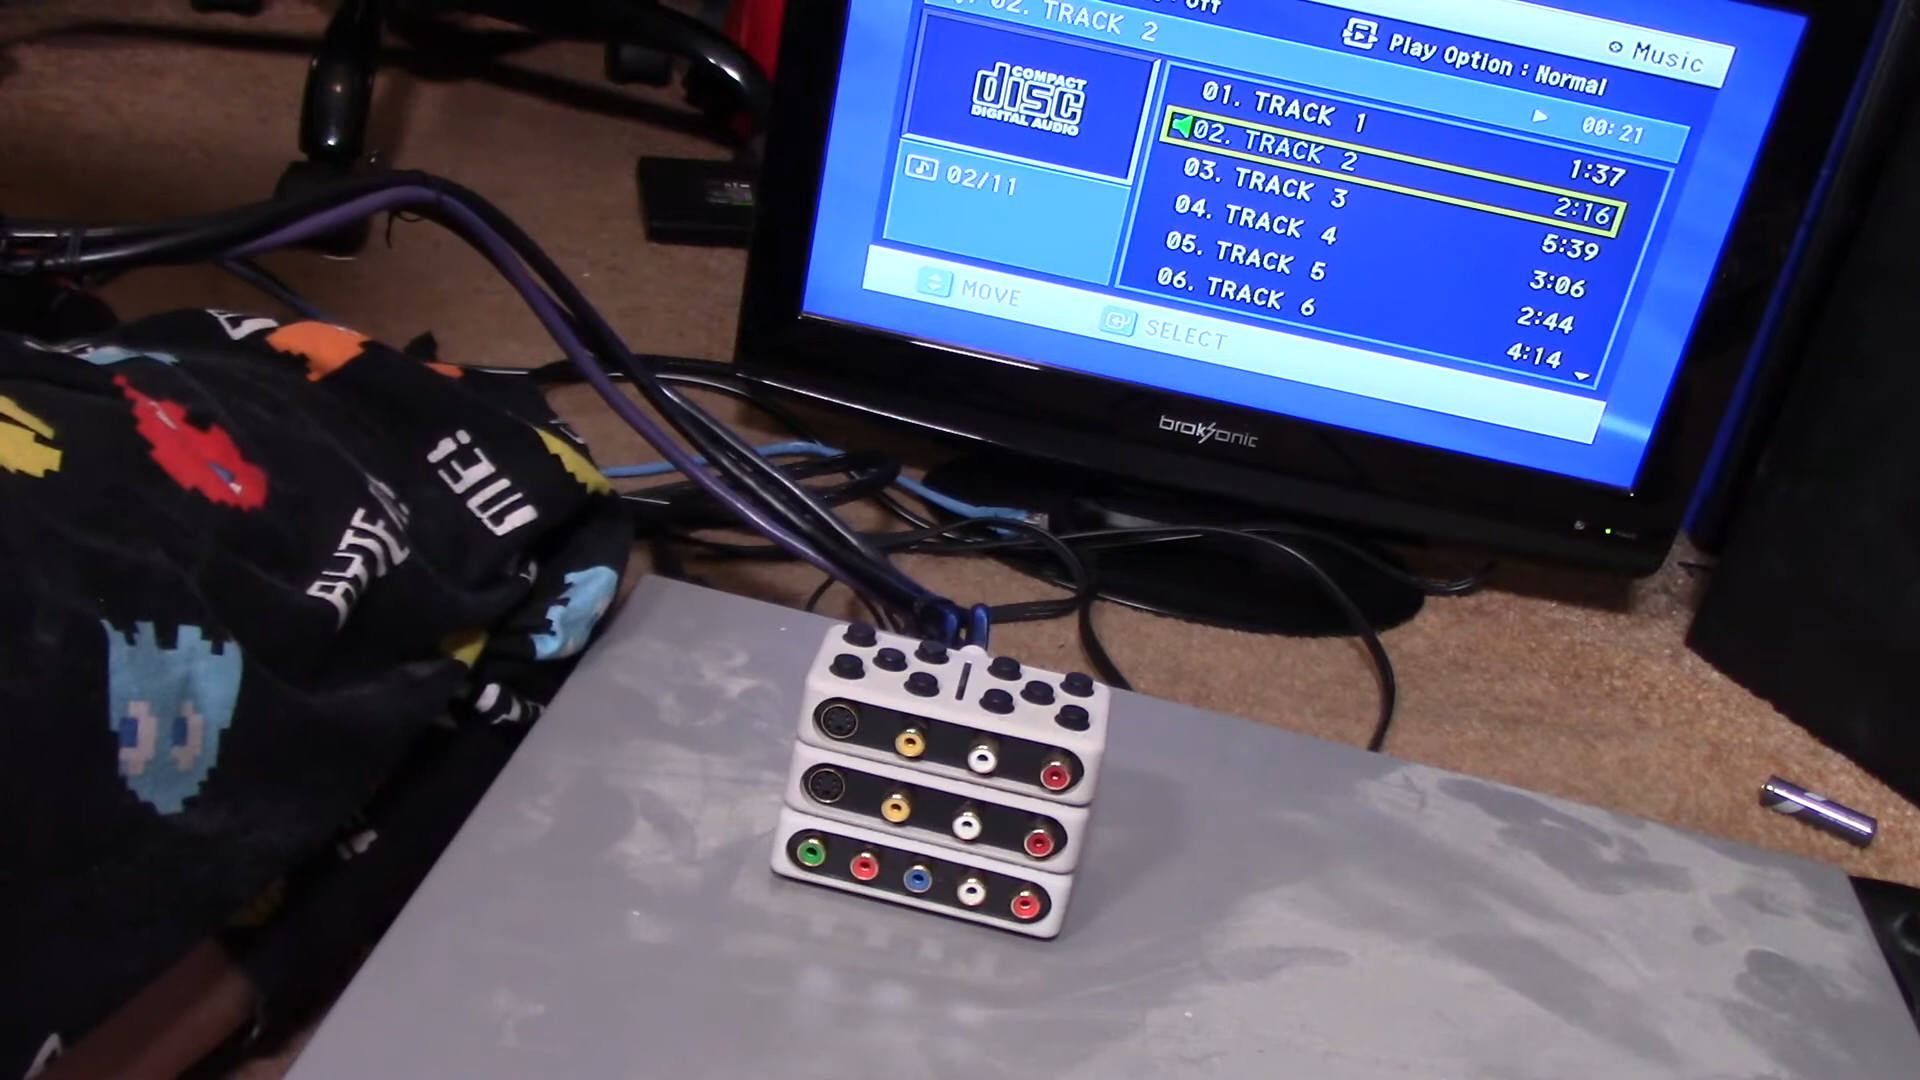 : Off
Play Option : Normal
Music
02. TRACK 2
00:21
COMPACT
disc
DIGITAL AUDIO
02/11
01. TRACK 1 1:37
02. TRACK 2 2:16
03. TRACK 3 5:39
04. TRACK 4 3:06
05. TRACK 5 2:44
06. TRACK 6 4:14
MOVE
SELECT
broksonic
ME!